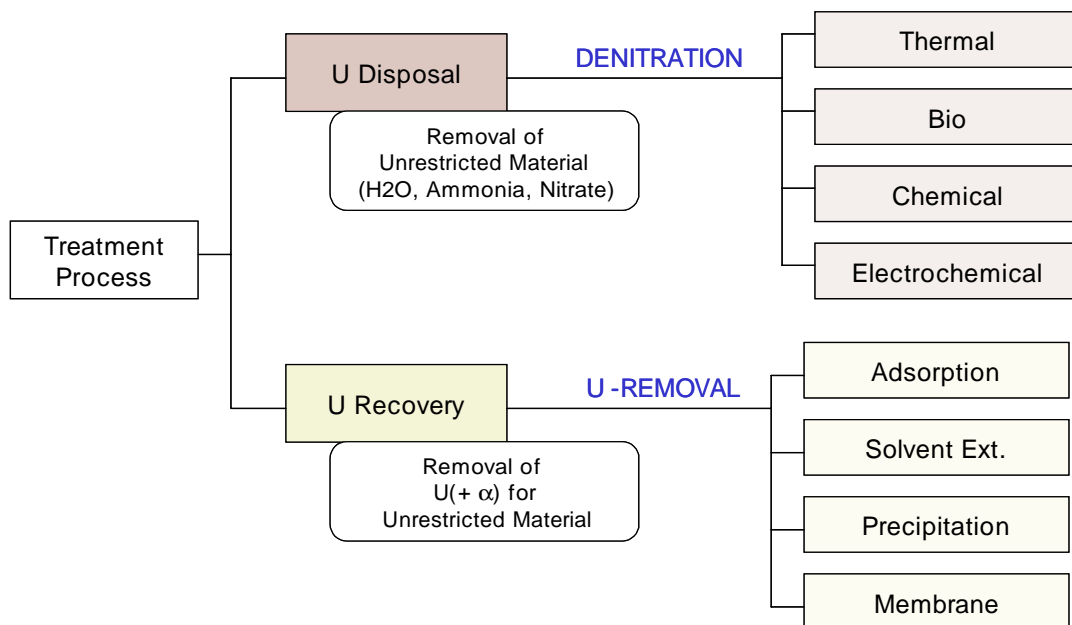 Treatment
Process
U Disposal
Removal of
Unrestricted Material
(H2O, Ammonia, Nitrate)
DENITRATION
Thermal
Bio
Chemical
Electrochemical
U Recovery
Removal of
U(+ α) for
Unrestricted Material
U -REMOVAL
Adsorption
Solvent Ext.
Precipitation
Membrane